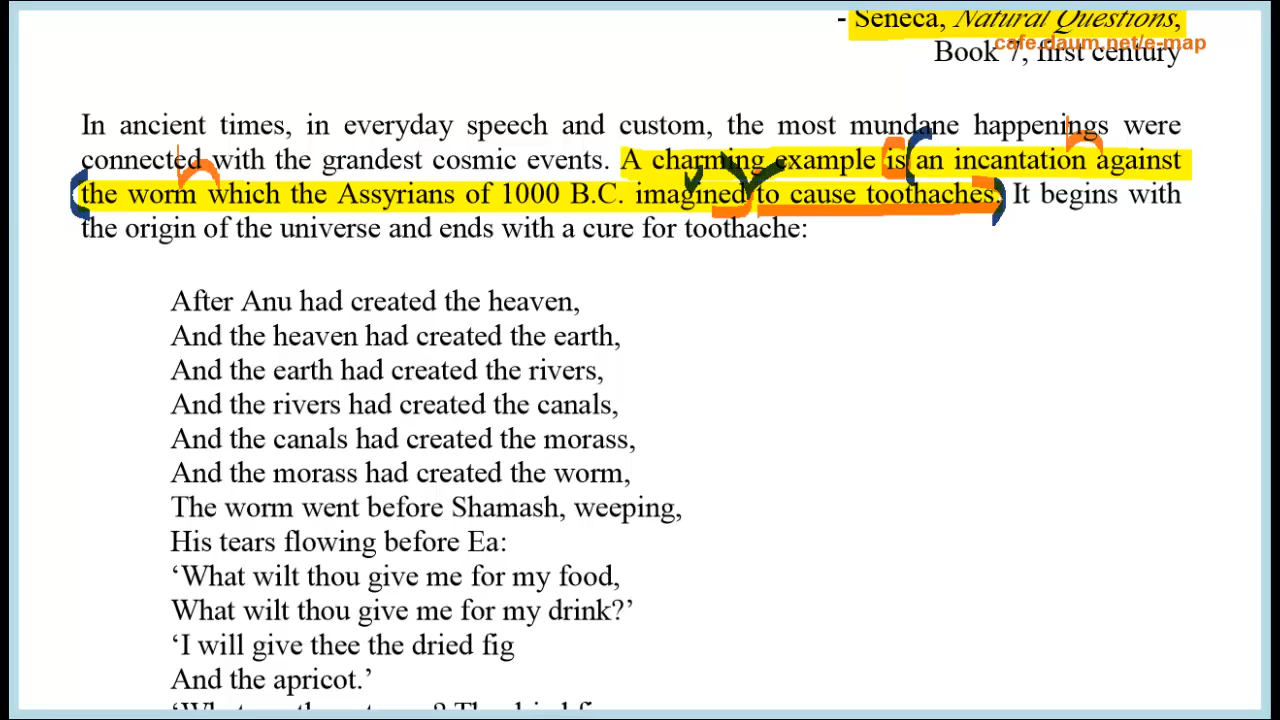 - Seneca, Natural Questions,
cafe.daum.net/e-map
Book 7, first century
In ancient times, in everyday speech and custom, the most mundane happenings were
connected with the grandest cosmic events. A charming example is an incantation against
the worm which the Assyrians of 1000 B.C. imagined to cause toothaches. It begins with
the origin of the universe and ends with a cure for toothache:
After Anu had created the heaven,
And the heaven had created the earth,
And the earth had created the rivers,
And the rivers had created the canals,
And the canals had created the morass,
And the morass had created the worm,
The worm went before Shamash, weeping,
His tears flowing before Ea:
‘What wilt thou give me for my food,
What wilt thou give me for my drink?’
‘I will give thee the dried fig
And the apricot.’